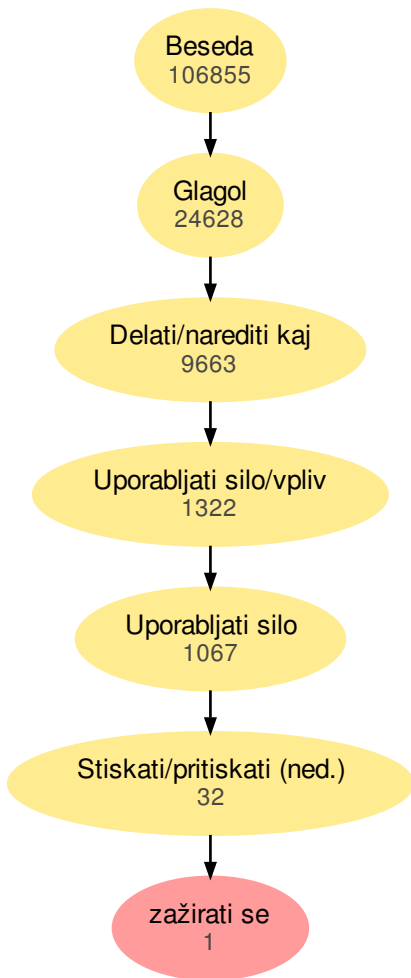 Beseda
106855
Glagol
24628
Delati/narediti kaj
9663
Uporabljati silo/vpliv
1322
Uporabljati silo
1067
Stiskati/pritiskati (ned.)
32
zažirati se
1